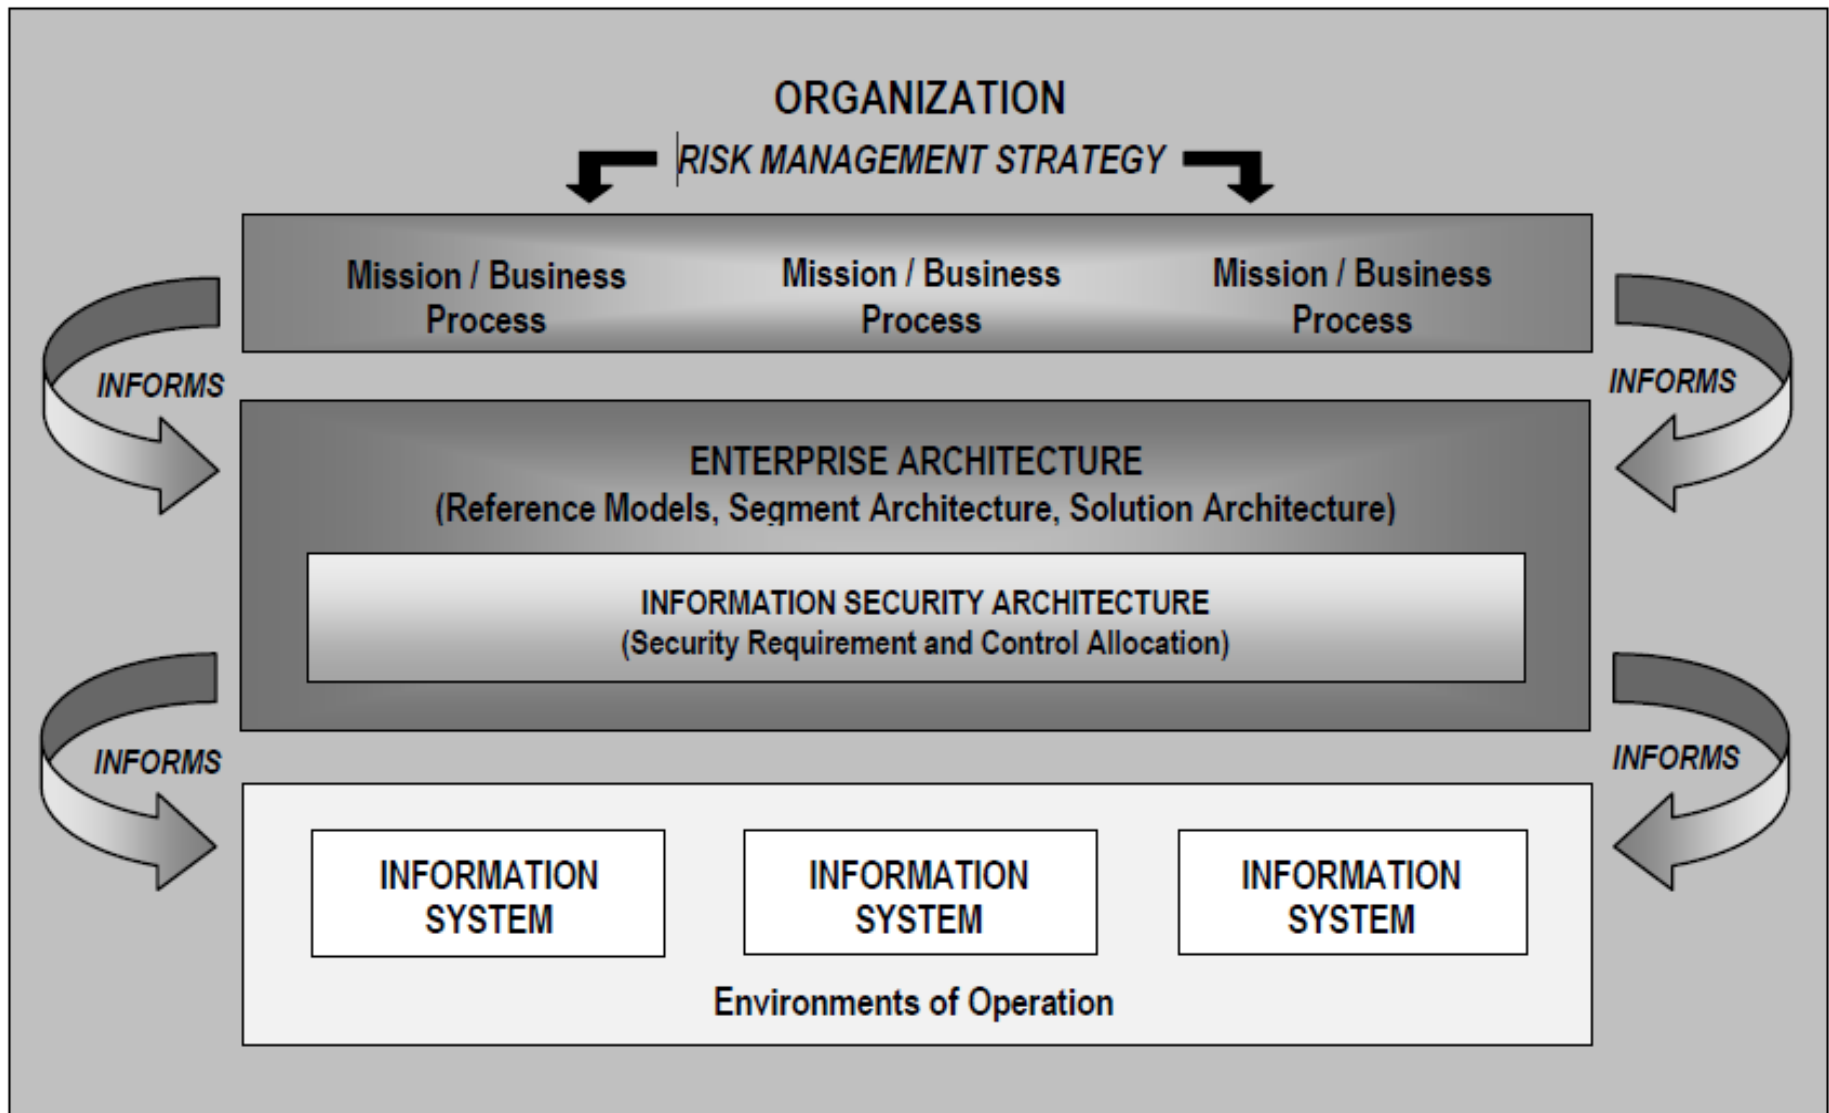 ORGANIZATION
RISK MANAGEMENT STRATEGY
Mission / Business
Process
Mission / Business
Process
Mission / Business
Process
INFORMS
INFORMS
ENTERPRISE ARCHITECTURE
(Reference Models, Segment Architecture, Solution Architecture)
INFORMATION SECURITY ARCHITECTURE
(Security Requirement and Control Allocation)
INFORMS
INFORMS
INFORMATION
SYSTEM
INFORMATION
SYSTEM
INFORMATION
SYSTEM
Environments of Operation